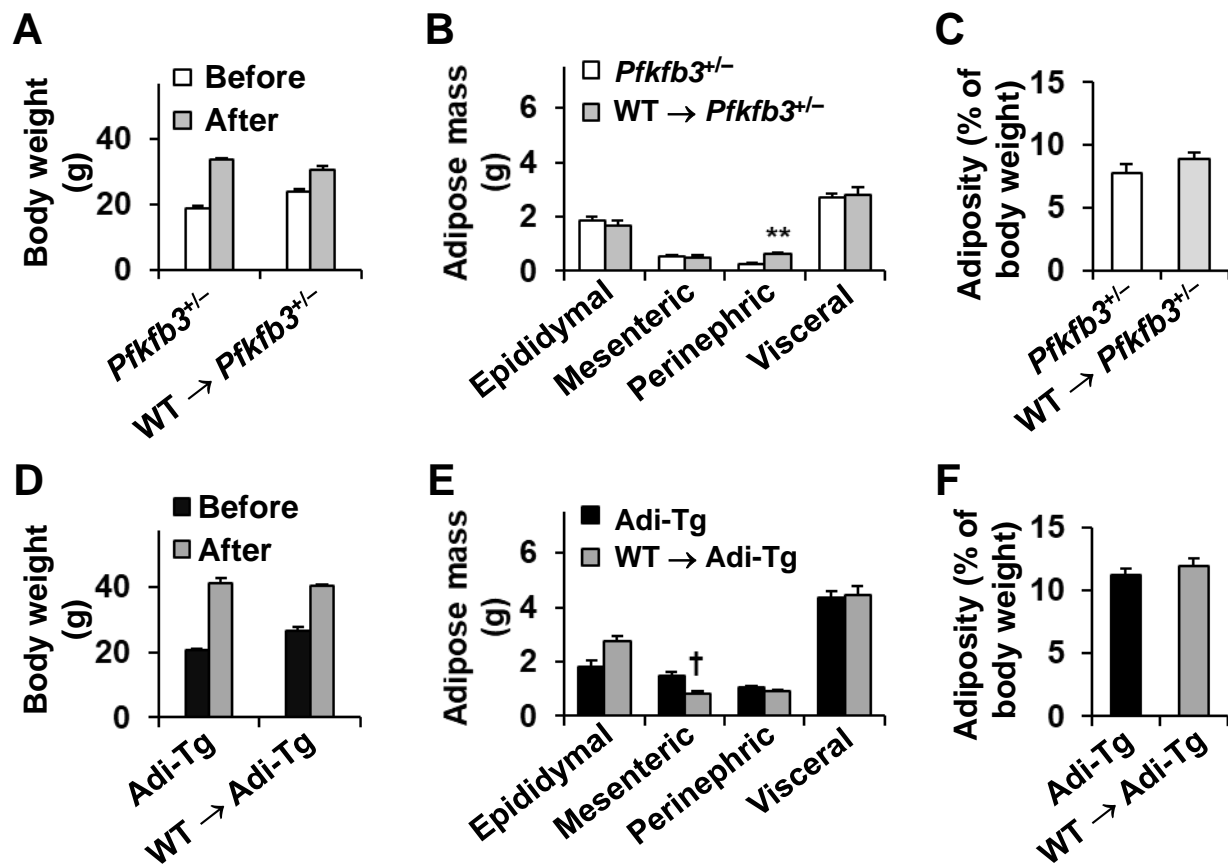 A
Body weight
(g)
40
20
0
Before
After
Pfkfb3+/–
WT → Pfkfb3+/–
B
Adipose mass
(g)
6
4
2
0
Pfkfb3+/–
WT → Pfkfb3+/–
**
Epididymal
Mesenteric
Perinephric
Visceral
C
Adiposity (% of
body weight)
15
10
5
0
Pfkfb3+/–
WT → Pfkfb3+/–
D
Body weight
(g)
60
40
20
0
Before
After
Adi-Tg
WT → Adi-Tg
E
Adipose mass
(g)
6
4
2
0
Adi-Tg
WT → Adi-Tg
†
Epididymal
Mesenteric
Perinephric
Visceral
F
Adiposity (% of
body weight)
15
10
5
0
Adi-Tg
WT → Adi-Tg